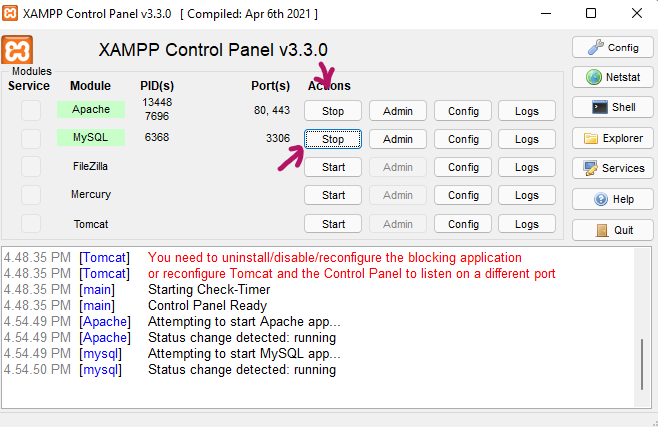 XAMPP Control Panel v3.3.0 [ Compiled: Apr 6th 2021 ]
XAMPP Control Panel v3.3.0
Config
Modules
Service Module PID(s) Port(s) Actions
Netstat
Apache 13448 7696 80, 443 Stop Admin Config Logs
Shell
MySQL 6368 3306 Stop Admin Config Logs
Explorer
FileZilla Start Admin Config Logs
Services
Mercury Start Admin Config Logs
Help
Tomcat Start Admin Config Logs
Quit
4.48.35 PM [Tomcat] You need to uninstall/disable/reconfigure the blocking application
4.48.35 PM [Tomcat] or reconfigure Tomcat and the Control Panel to listen on a different port
4.48.35 PM [main] Starting Check-Timer
4.48.35 PM [main] Control Panel Ready
4.54.49 PM [Apache] Attempting to start Apache app...
4.54.49 PM [Apache] Status change detected: running
4.54.49 PM [mysql] Attempting to start MySQL app...
4.54.50 PM [mysql] Status change detected: running